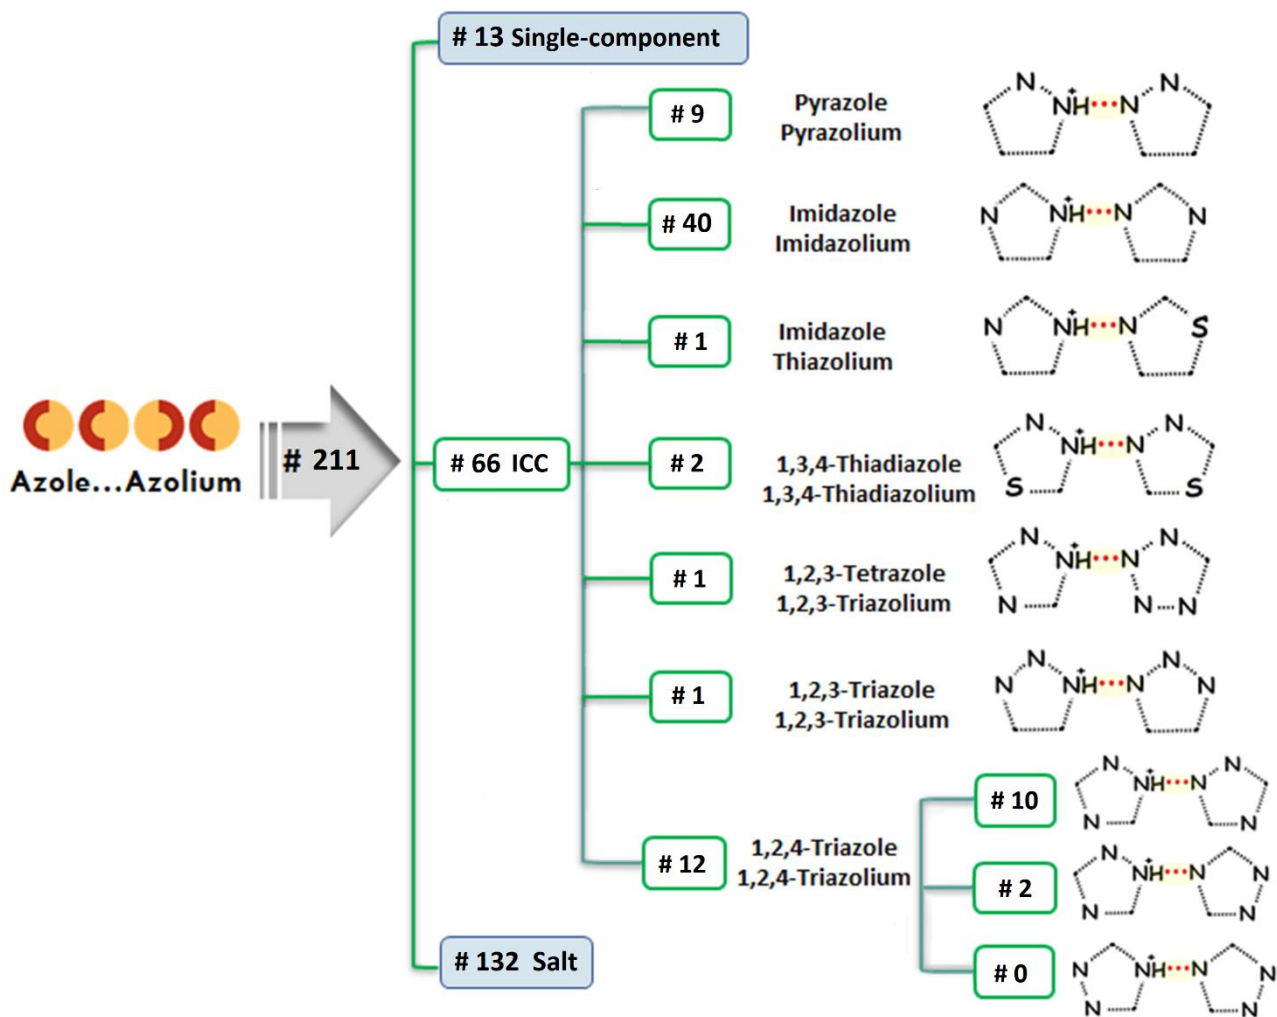 # 13 Single-component
# 9
Pyrazole
Pyrazolium
N
NH
+
N
N
# 40
Imidazole
Imidazolium
N
NH
+
N
N
# 1
Imidazole
Thiazolium
N
NH
+
N
S
Azole...Azolium
# 211
# 66 ICC
# 2
1,3,4-Thiadiazole
1,3,4-Thiadiazolium
N
NH
+
N
N
S
S
# 1
1,2,3-Tetrazole
1,2,3-Triazolium
N
NH
+
N
N
N
N
N
# 1
1,2,3-Triazole
1,2,3-Triazolium
N
N
NH
+
N
N
N
# 12
1,2,4-Triazole
1,2,4-Triazolium
# 10
N
NH
+
N
N
N
N
# 2
N
NH
+
N
N
N
N
# 0
N
NH
+
N
N
N
N
# 132 Salt